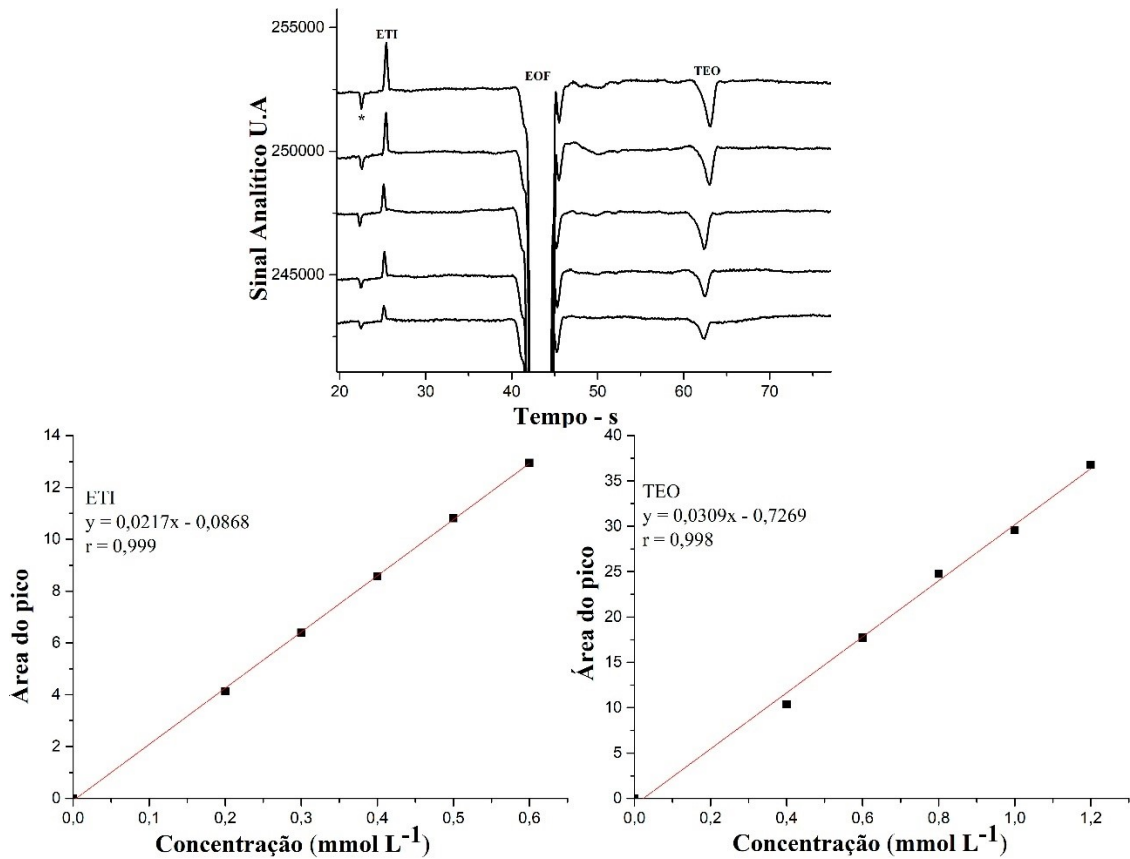 255000
250000
245000
Sinal Analítico U.A
ETI
EOF
TEO
*
20 30 40 50 60 70
Tempo - s
14
12
10
8
6
4
2
0
Área do pico
ETI
y = 0,0217x - 0,0868
r = 0,999
0,0 0,1 0,2 0,3 0,4 0,5 0,6
Concentração (mmol L-1)
40
35
30
25
20
15
10
5
0
Área do pico
TEO
y = 0,0309x - 0,7269
r = 0,998
0,0 0,2 0,4 0,6 0,8 1,0 1,2
Concentração (mmol L-1)